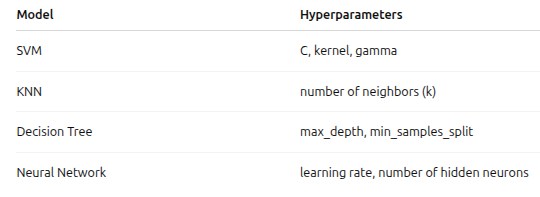 Model Hyperparameters
SVM C, kernel, gamma
KNN number of neighbors (k)
Decision Tree max_depth, min_samples_split
Neural Network learning rate, number of hidden neurons